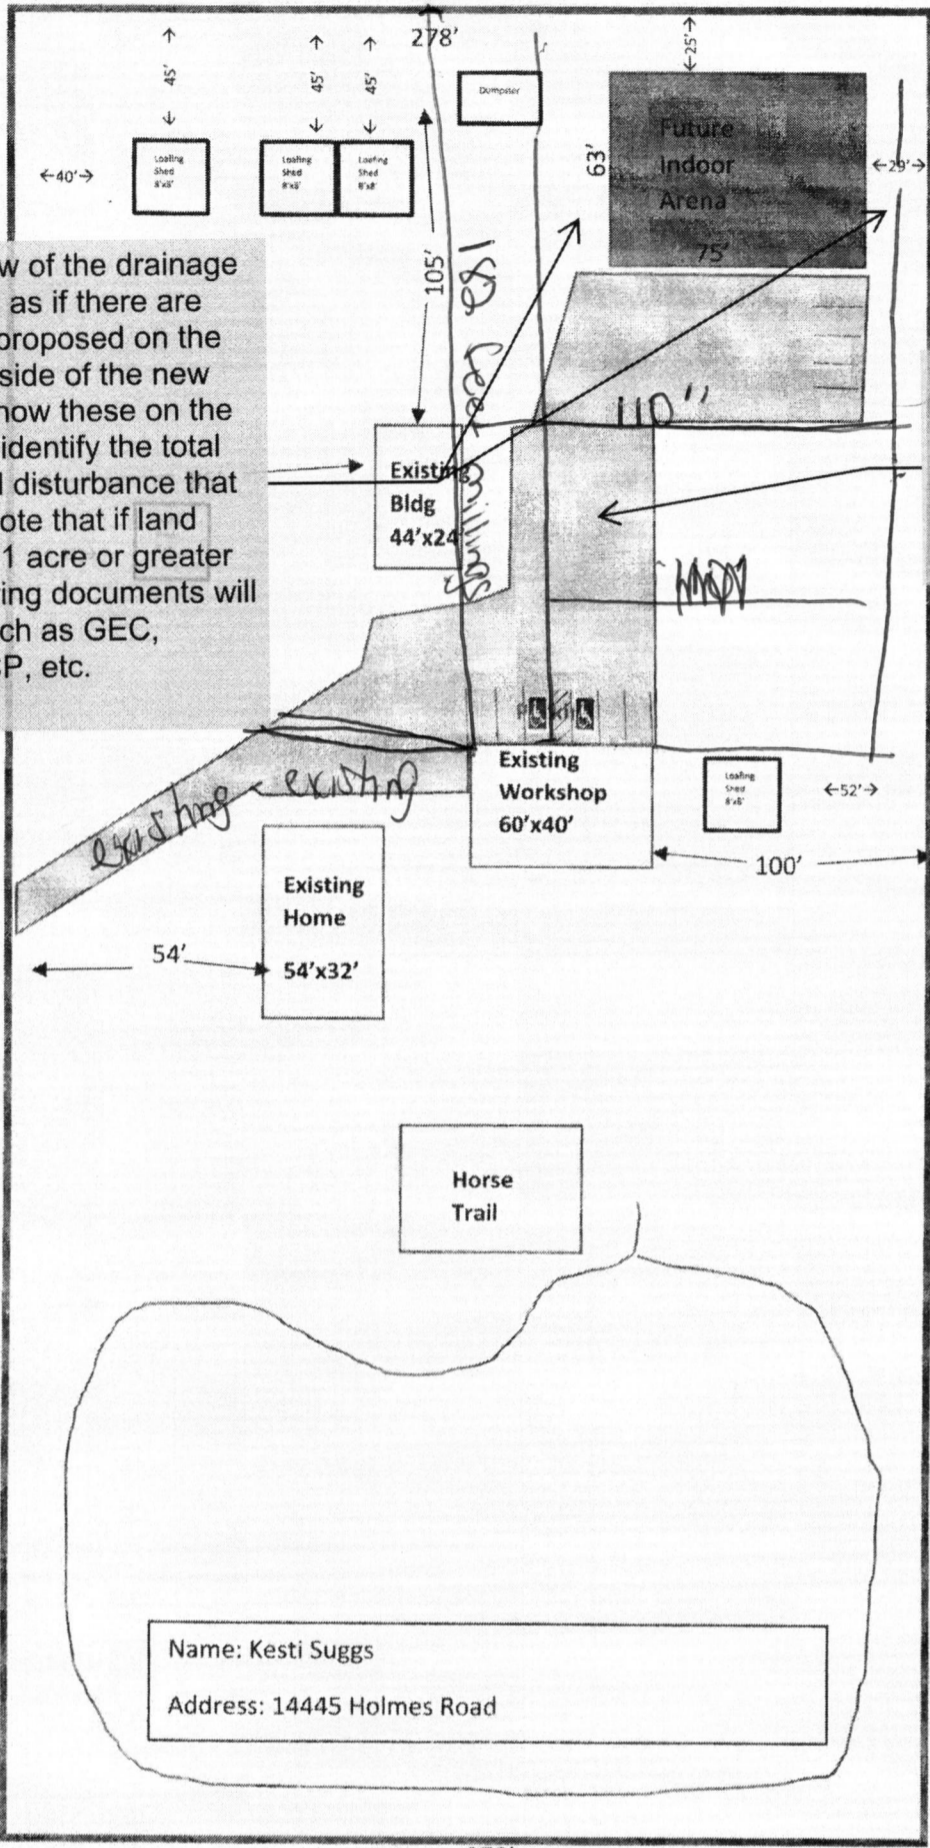 278'
←25'→
45'
45'
45'
Dumpster
Future
Indoor
Arena
63'
75'
←29'→
←40'→
Loafing
Shed
8'x8'
Loafing
Shed
8'x8'
Loafing
Shed
8'x8'
105'
182 feet millings
w of the drainage
as if there are
proposed on the
side of the new
how these on the
identify the total
d disturbance that
ote that if land
1 acre or greater
ring documents will
ch as GEC,
P, etc.
110"
Existing
Bldg
44'x24'
existing - existing
Existing
Workshop
60'x40'
Loafing
Shed
8'x8'
←52'→
100'
Existing
Home
54'x32'
54'
Horse
Trail
Name: Kesti Suggs
Address: 14445 Holmes Road